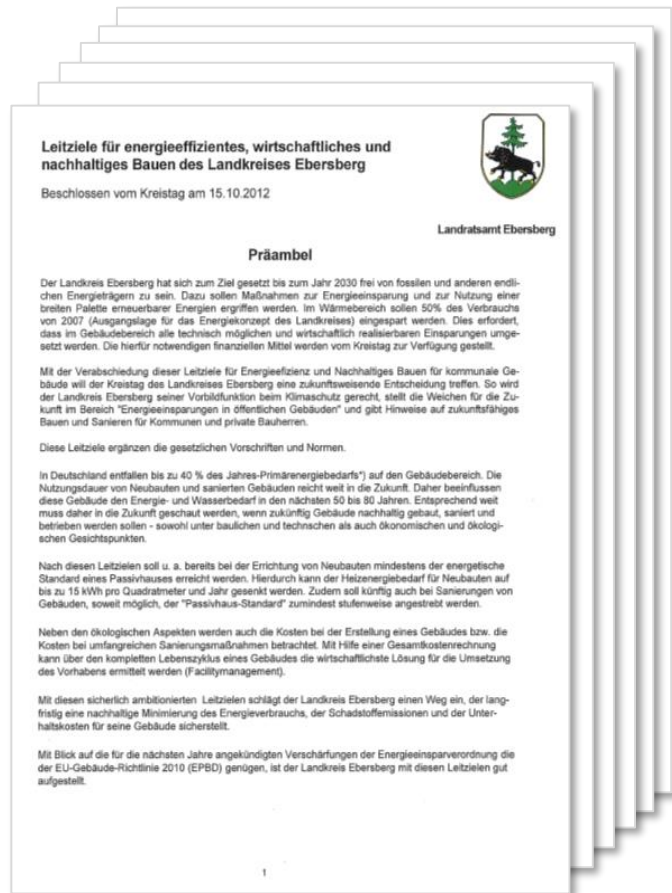 Leitziele für energieeffizientes, wirtschaftliches und
nachhaltiges Bauen des Landkreises Ebersberg
Beschlossen vom Kreistag am 15.10.2012
Landratsamt Ebersberg
Präambel
Der Landkreis Ebersberg hat sich zum Ziel gesetzt bis zum Jahr 2030 frei von fossilen und anderen endli-
chen Energieträgern zu sein. Dazu sollen Maßnahmen zur Energieeinsparung und zur Nutzung einer
breiten Palette erneuerbarer Energien ergriffen werden. Im Wärmebereich sollen 50% des Verbrauchs
von 2007 (Ausgangslage für das Energiekonzept des Landkreises) eingespart werden. Dies erfordert,
dass im Gebäudebereich alle technisch möglichen und wirtschaftlich realisierbaren Einsparungen umge-
setzt werden. Die hierfür notwendigen finanziellen Mittel werden vom Kreistag zur Verfügung gestellt.
Mit der Verabschiedung dieser Leitziele für Energieefizienz und Nachhaltiges Bauen für kommunale Ge-
bäude will der Kreistag des Landkreises Ebersberg eine zukunftsweisende Entscheidung treffen. So wird
der Landkreis Ebersberg seiner Vorbildfunktion beim Klimaschutz gerecht, stellt die Weichen für die Zu-
kunft im Bereich "Energieeinsparungen in öffentlichen Gebäuden" und gibt Hinweise auf zukunftsfähiges
Bauen und Sanieren für Kommunen und private Bauherren.
Diese Leitziele ergänzen die gesetzlichen Vorschriften und Normen.
In Deutschland entfallen bis zu 40 % des Jahres-Primärenergiebedarfs*) auf den Gebäudebereich. Die
Nutzungsdauer von Neubauten und sanierten Gebäuden reicht weit in die Zukunft. Daher beeinflussen
diese Gebäude den Energie- und Wasserbedarf in den nächsten 50 bis 80 Jahren. Entsprechend weit
muss daher in die Zukunft geschaut werden, wenn zukünftig Gebäude nachhaltig gebaut, saniert und
betrieben werden sollen - sowohl unter baulichen und technschen als auch ökonomischen und ökologi-
schen Gesichtspunkten.
Nach diesen Leitzielen soll u. a. bereits bei der Errichtung von Neubauten mindestens der energetische
Standard eines Passivhauses erreicht werden. Hierdurch kann der Heizenergiebedarf für Neubauten auf
bis zu 15 kWh pro Quadratmeter und Jahr gesenkt werden. Zudem soll künftig auch bei Sanierungen von
Gebäuden, soweit möglich, der "Passivhaus-Standard" zumindest stufenweise angestrebt werden.
Neben den ökologischen Aspekten werden auch die Kosten bei der Erstellung eines Gebäudes bzw. die
Kosten bei umfangreichen Sanierungsmaßnahmen betrachtet. Mit Hilfe einer Gesamtkostenrechnung
kann über den kompletten Lebenszyklus eines Gebäudes die wirtschaftlichste Lösung für die Umsetzung
des Vorhabens ermittelt werden (Facilitymanagement).
Mit diesen sicherlich ambitionierten Leitzielen schlägt der Landkreis Ebersberg einen Weg ein, der lang-
fristig eine nachhaltige Minimierung des Energieverbrauchs, der Schadstoffemissionen und der Unter-
haltskosten für seine Gebäude sicherstellt.
Mit Blick auf die für die nächsten Jahre angekündigten Verschärfungen der Energieeinsparverordnung die
der EU-Gebäude-Richtlinie 2010 (EPBD) genügen, ist der Landkreis Ebersberg mit diesen Leitzielen gut
aufgestellt.
1